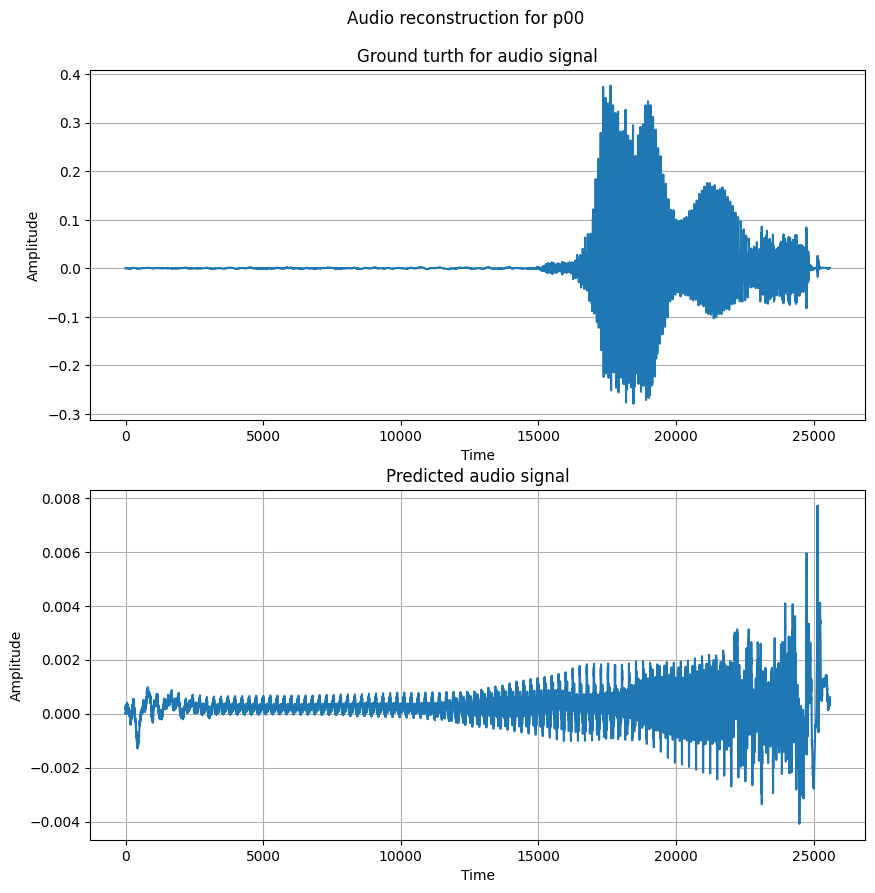 Audio reconstruction for p00
Ground turth for audio signal
0.4
0.3
0.2
0.1
0.0
−0.1
−0.2
−0.3
Amplitude
0 5000 10000 15000 20000 25000
Time
Predicted audio signal
0.008
0.006
0.004
0.002
0.000
−0.002
−0.004
Amplitude
0 5000 10000 15000 20000 25000
Time